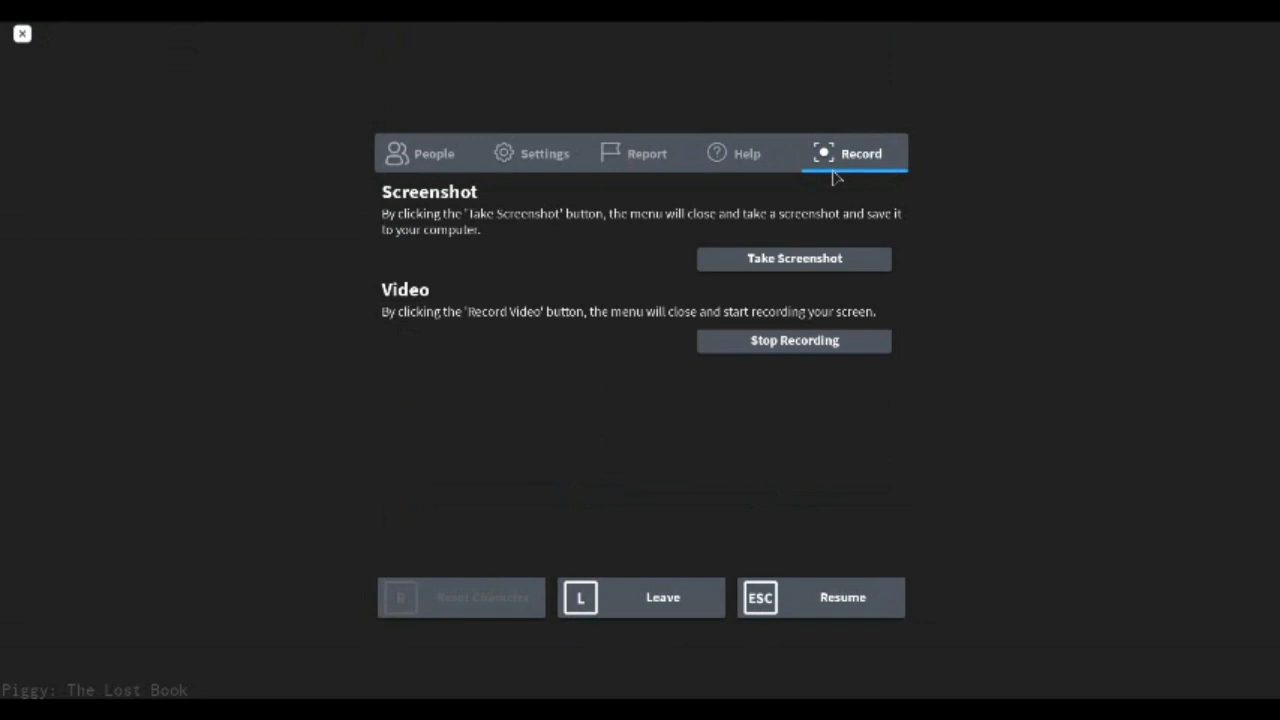 People Settings Report Help Record
Screenshot
By clicking the 'Take Screenshot' button, the menu will close and take a screenshot and save it
to your computer.
Take Screenshot
Video
By clicking the 'Record Video' button, the menu will close and start recording your screen.
Stop Recording
R Reset Character L Leave ESC Resume
Piggy: The Lost Book